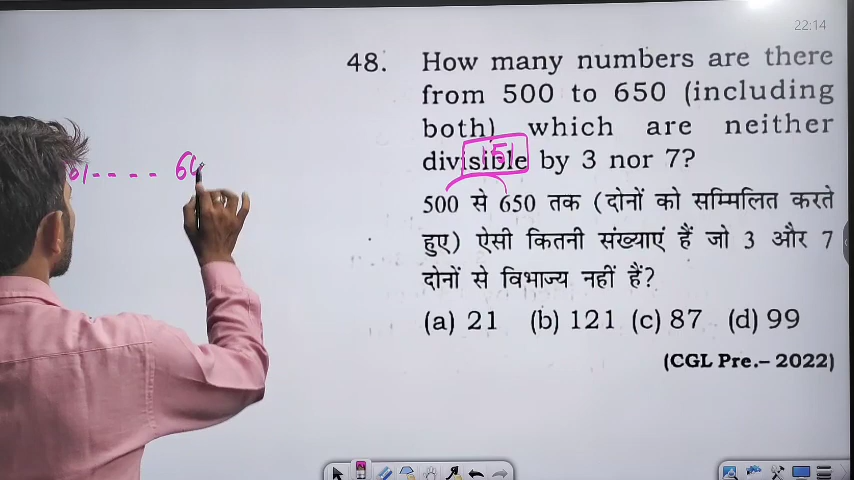 22:14
48. How many numbers are there
from 500 to 650 (including
both) which are neither
divisible by 3 nor 7?
151
500 से 650 तक (दोनों को सम्मिलित करते
हुए) ऐसी कितनी संख्याएं हैं जो 3 और 7
दोनों से विभाज्य नहीं हैं?
(a) 21 (b) 121 (c) 87 (d) 99
(CGL Pre.– 2022)